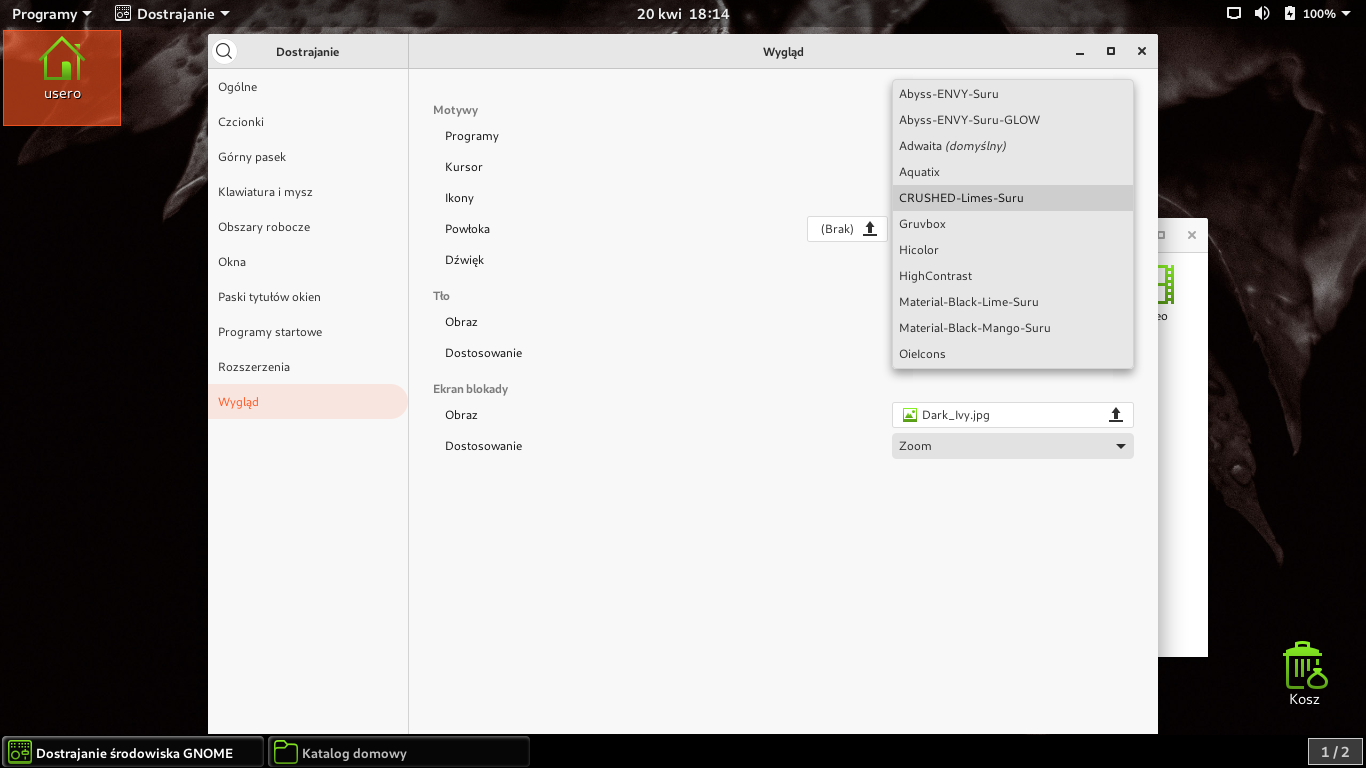 Programy
Dostrajanie
20 kwi 18:14
100%
usero
Dostrajanie
Wygląd
Ogólne
Czcionki
Górny pasek
Klawiatura i mysz
Obszary robocze
Okna
Paski tytułów okien
Programy startowe
Rozszerzenia
Wygląd
Motywy
Programy
Kursor
Ikony
Powłoka
(Brak)
Dźwięk
Tło
Obraz
Dostosowanie
Ekran blokady
Obraz
Dark_Ivy.jpg
Dostosowanie
Zoom
Abyss-ENVY-Suru
Abyss-ENVY-Suru-GLOW
Adwaita (domyślny)
Aquatix
CRUSHED-Limes-Suru
Gruvbox
Hicolor
HighContrast
Material-Black-Lime-Suru
Material-Black-Mango-Suru
OieIcons
eo
Kosz
Dostrajanie środowiska GNOME
Katalog domowy
1 / 2